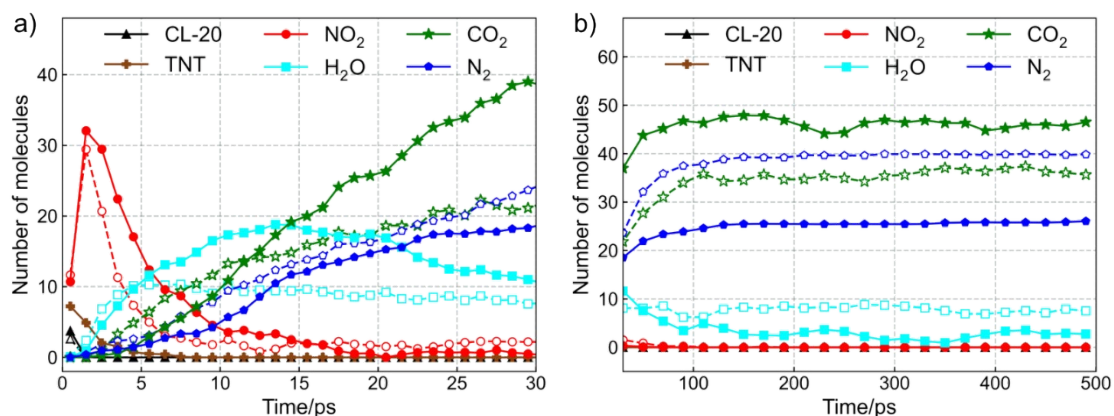 a)
CL-20 NO2 CO2
TNT H2O N2
Number of molecules
40
30
20
10
0
0 5 10 15 20 25 30
Time/ps
b)
CL-20 NO2 CO2
TNT H2O N2
Number of molecules
60
50
40
30
20
10
0
100 200 300 400 500
Time/ps